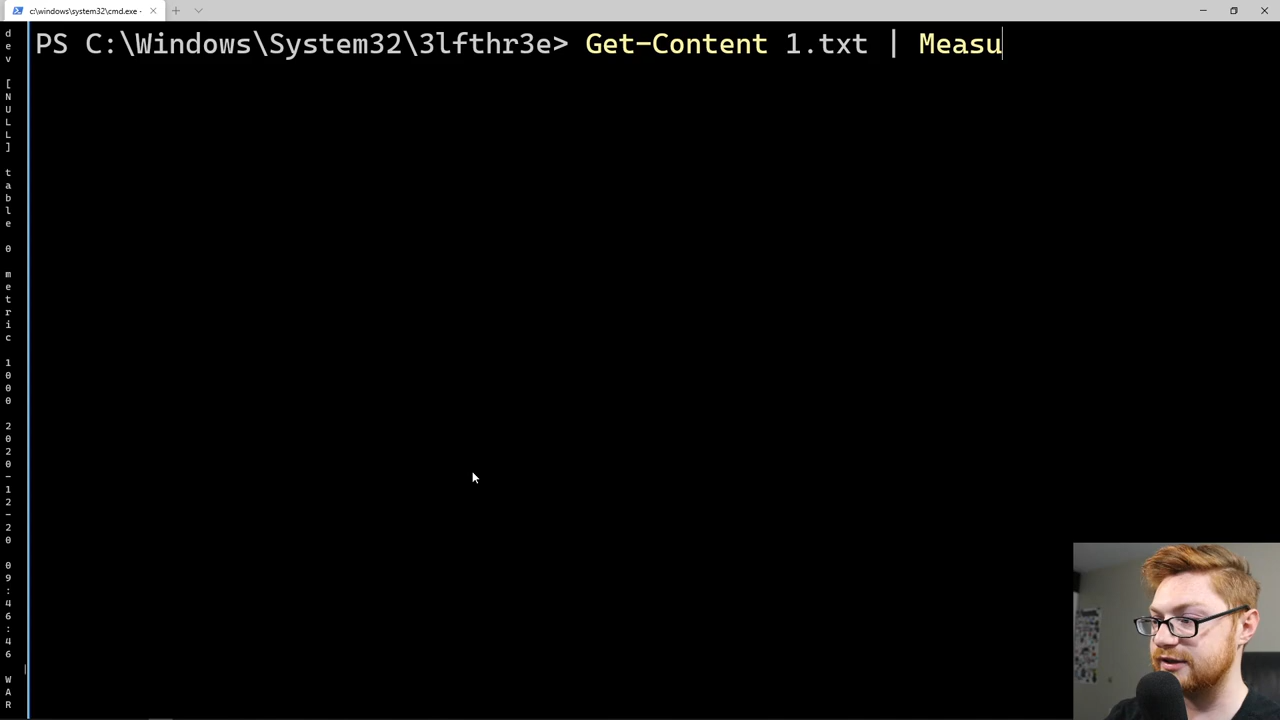 c:\windows\system32\cmd.exe -
PS C:\Windows\System32\3lfthr3e> Get-Content 1.txt | Measu
dev
[NULL]
table
0
metric
1000
2020-12-20
09:46:46
WAR